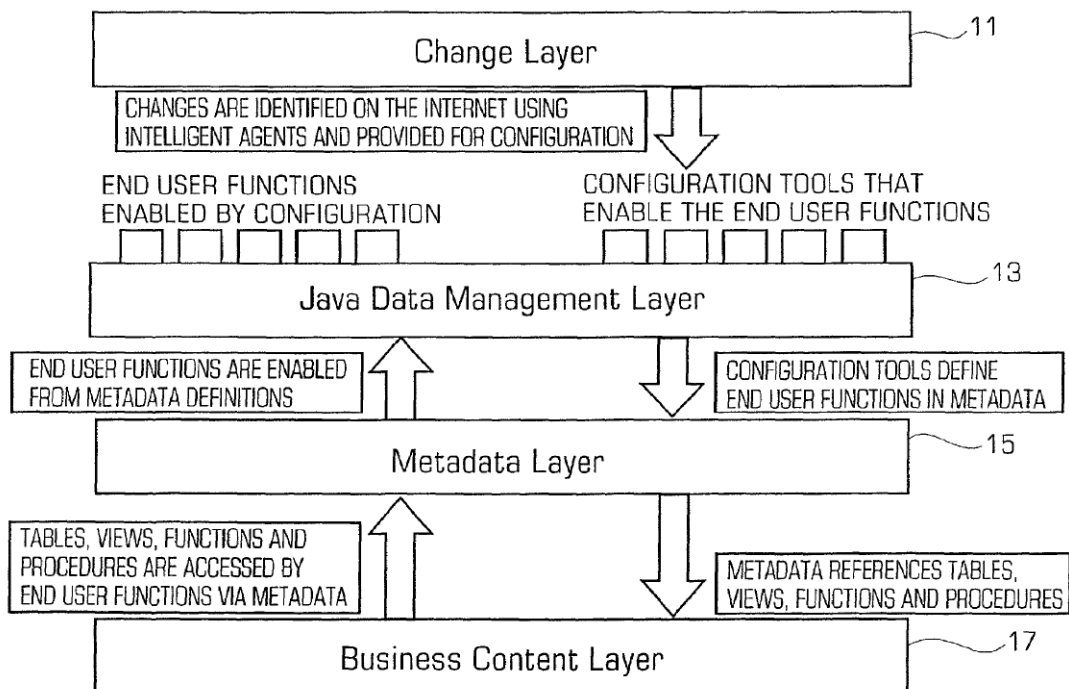 Change Layer
11
CHANGES ARE IDENTIFIED ON THE INTERNET USING
INTELLIGENT AGENTS AND PROVIDED FOR CONFIGURATION
END USER FUNCTIONS
ENABLED BY CONFIGURATION
CONFIGURATION TOOLS THAT
ENABLE THE END USER FUNCTIONS
Java Data Management Layer
13
END USER FUNCTIONS ARE ENABLED
FROM METADATA DEFINITIONS
CONFIGURATION TOOLS DEFINE
END USER FUNCTIONS IN METADATA
Metadata Layer
15
TABLES, VIEWS, FUNCTIONS AND
PROCEDURES ARE ACCESSED BY
END USER FUNCTIONS VIA METADATA
METADATA REFERENCES TABLES,
VIEWS, FUNCTIONS AND PROCEDURES
Business Content Layer
17